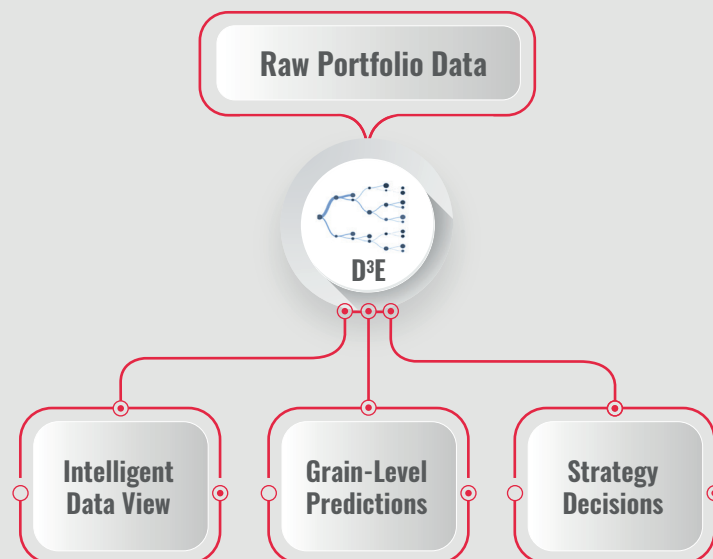 Raw Portfolio Data
D³E
Intelligent
Data View
Grain-Level
Predictions
Strategy
Decisions